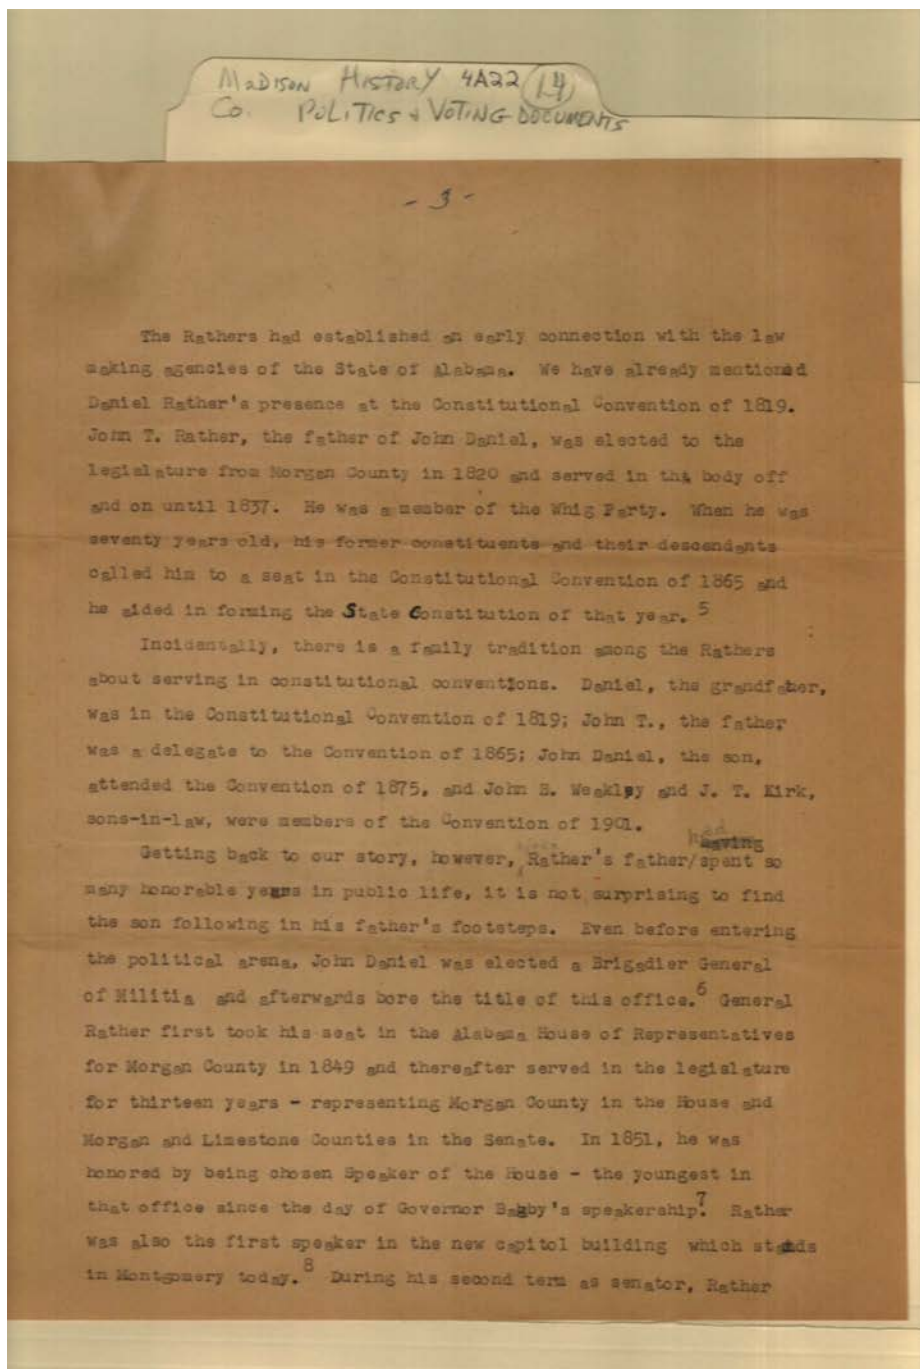 MADISON HISTORY 4A22 14
Co. POLITICS & VOTING DOCUMENTS
- 3 -
The Rathers had established an early connection with the law
making agencies of the State of Alabama. We have already mentioned
Daniel Rather's presence at the Constitutional Convention of 1819.
John T. Rather, the father of John Daniel, was elected to the
legislature from Morgan County in 1820 and served in tht body off
and on until 1837. He was a member of the Whig Party. When he was
seventy years old, his former constituents and their descendants
called him to a seat in the Constitutional Convention of 1865 and
he aided in forming the State Constitution of that year. 5
Incidentally, there is a family tradition among the Rathers
about serving in constitutional conventions. Daniel, the grandfather,
was in the Constitutional Convention of 1819; John T., the father
was a delegate to the Convention of 1865; John Daniel, the son,
attended the Convention of 1875, and John B. Weakley and J. T. Kirk,
sons-in-law, were members of the Convention of 1901.
had
having
Getting back to our story, however, Rather's father/spent so
many honorable years in public life, it is not surprising to find
the son following in his father's footsteps. Even before entering
the political arena, John Daniel was elected a Brigadier General
of Militia and afterwards bore the title of this office.6 General
Rather first took his seat in the Alabama House of Representatives
for Morgan County in 1849 and thereafter served in the legislature
for thirteen years - representing Morgan County in the House and
Morgan and Limestone Counties in the Senate. In 1851, he was
honored by being chosen Speaker of the House - the youngest in
that office since the day of Governor Bagby's speakership.7 Rather
was also the first speaker in the new capitol building which stands
in Montgomery today.8 During his second term as senator, Rather